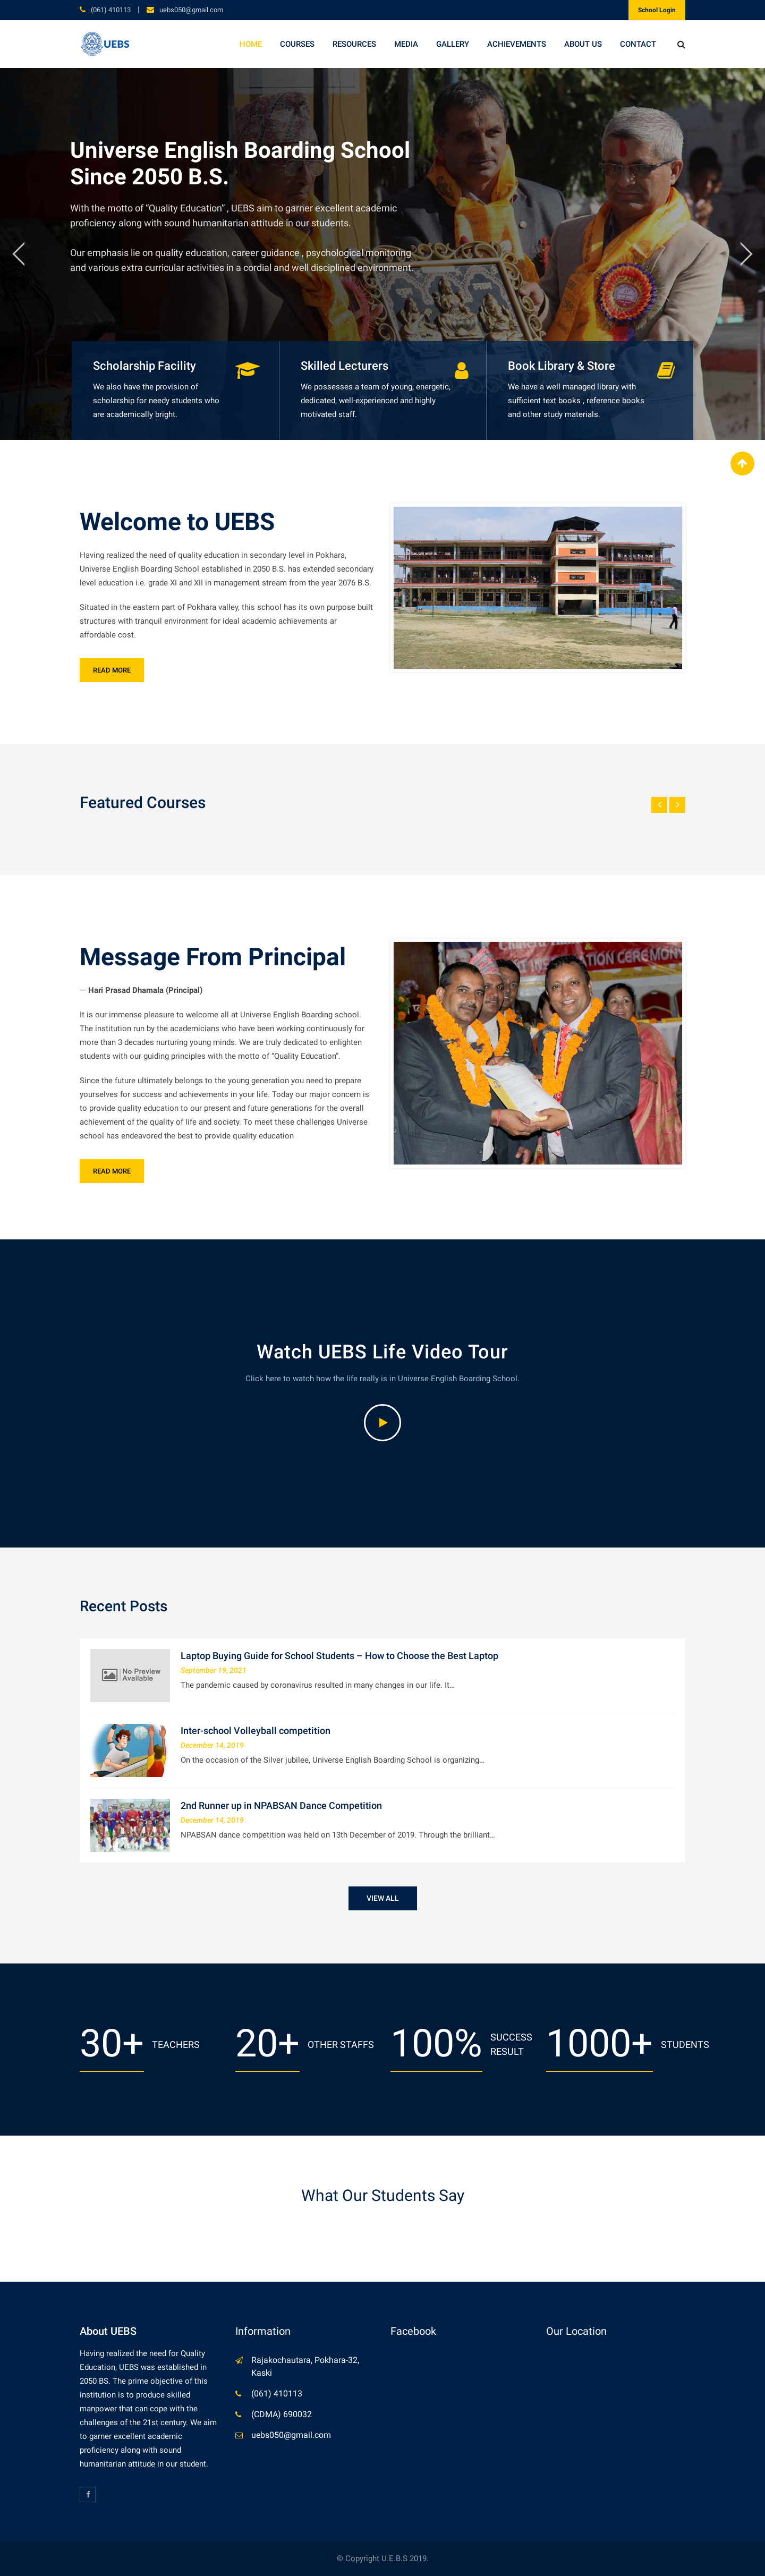 (061) 410113 | uebs050@gmail.com
School Login
UEBS
HOME COURSES RESOURCES MEDIA GALLERY ACHIEVEMENTS ABOUT US CONTACT
Universe English Boarding School
Since 2050 B.S.
With the motto of “Quality Education” , UEBS aim to garner excellent academic
proficiency along with sound humanitarian attitude in our students.
Our emphasis lie on quality education, career guidance , psychological monitoring
and various extra curricular activities in a cordial and well disciplined environment.
Scholarship Facility
We also have the provision of
scholarship for needy students who
are academically bright.
Skilled Lecturers
We possesses a team of young, energetic,
dedicated, well-experienced and highly
motivated staff.
Book Library & Store
We have a well managed library with
sufficient text books , reference books
and other study materials.
Welcome to UEBS
Having realized the need of quality education in secondary level in Pokhara,
Universe English Boarding School established in 2050 B.S. has extended secondary
level education i.e. grade XI and XII in management stream from the year 2076 B.S.
Situated in the eastern part of Pokhara valley, this school has its own purpose built
structures with tranquil environment for ideal academic achievements ar
affordable cost.
READ MORE
Featured Courses
Message From Principal
— Hari Prasad Dhamala (Principal)
It is our immense pleasure to welcome all at Universe English Boarding school.
The institution run by the academicians who have been working continuously for
more than 3 decades nurturing young minds. We are truly dedicated to enlighten
students with our guiding principles with the motto of “Quality Education”.
Since the future ultimately belongs to the young generation you need to prepare
yourselves for success and achievements in your life. Today our major concern is
to provide quality education to our present and future generations for the overall
achievement of the quality of life and society. To meet these challenges Universe
school has endeavored the best to provide quality education
READ MORE
CEREMONY
Watch UEBS Life Video Tour
Click here to watch how the life really is in Universe English Boarding School.
Recent Posts
No Preview
Available
Laptop Buying Guide for School Students – How to Choose the Best Laptop
September 19, 2021
The pandemic caused by coronavirus resulted in many changes in our life. It…
Inter-school Volleyball competition
December 14, 2019
On the occasion of the Silver jubilee, Universe English Boarding School is organizing…
2nd Runner up in NPABSAN Dance Competition
December 14, 2019
NPABSAN dance competition was held on 13th December of 2019. Through the brilliant…
VIEW ALL
30+ TEACHERS
20+ OTHER STAFFS
100% SUCCESS
RESULT
1000+ STUDENTS
What Our Students Say
About UEBS
Having realized the need for Quality
Education, UEBS was established in
2050 BS. The prime objective of this
institution is to produce skilled
manpower that can cope with the
challenges of the 21st century. We aim
to garner excellent academic
proficiency along with sound
humanitarian attitude in our student.
Information
Rajakochautara, Pokhara-32,
Kaski
(061) 410113
(CDMA) 690032
uebs050@gmail.com
Facebook
Our Location
© Copyright U.E.B.S 2019.